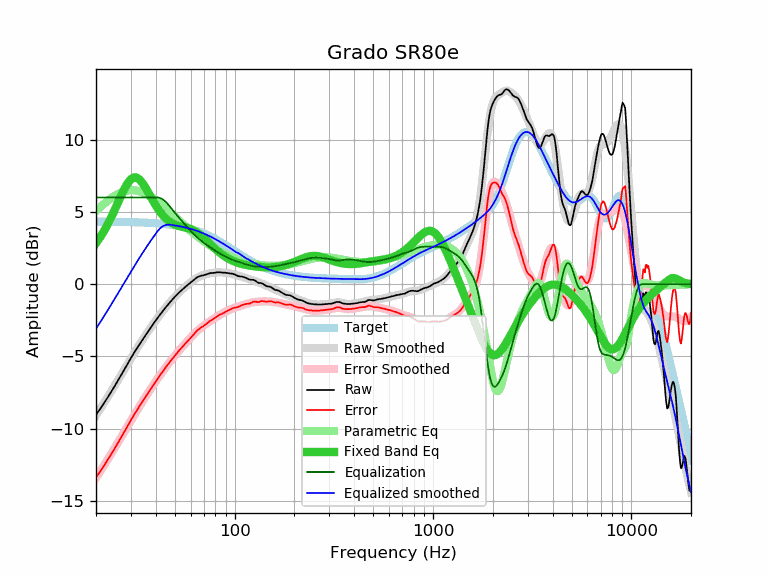 Grado SR80e
Amplitude (dBr)
10
5
0
−5
−10
−15
Target
Raw Smoothed
Error Smoothed
Raw
Error
Parametric Eq
Fixed Band Eq
Equalization
Equalized smoothed
100
1000
10000
Frequency (Hz)